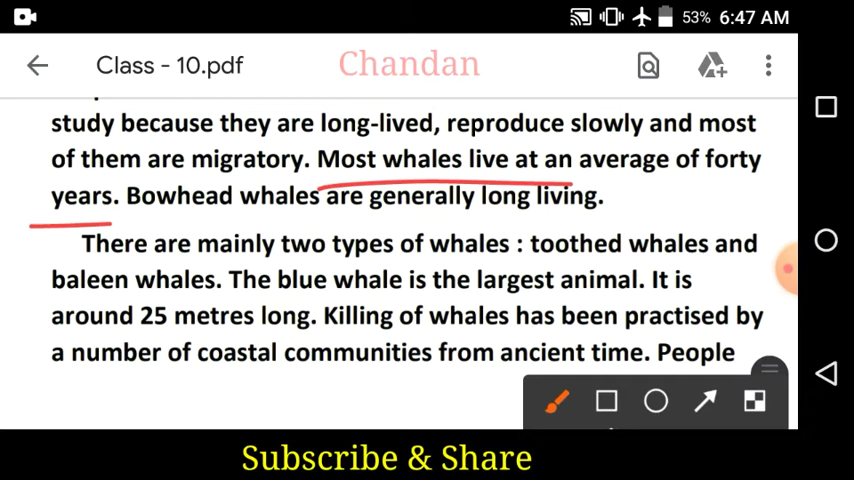 53% 6:47 AM
Class - 10.pdf Chandan
study because they are long-lived, reproduce slowly and most
of them are migratory. Most whales live at an average of forty
years. Bowhead whales are generally long living.
There are mainly two types of whales : toothed whales and
baleen whales. The blue whale is the largest animal. It is
around 25 metres long. Killing of whales has been practised by
a number of coastal communities from ancient time. People
Subscribe & Share